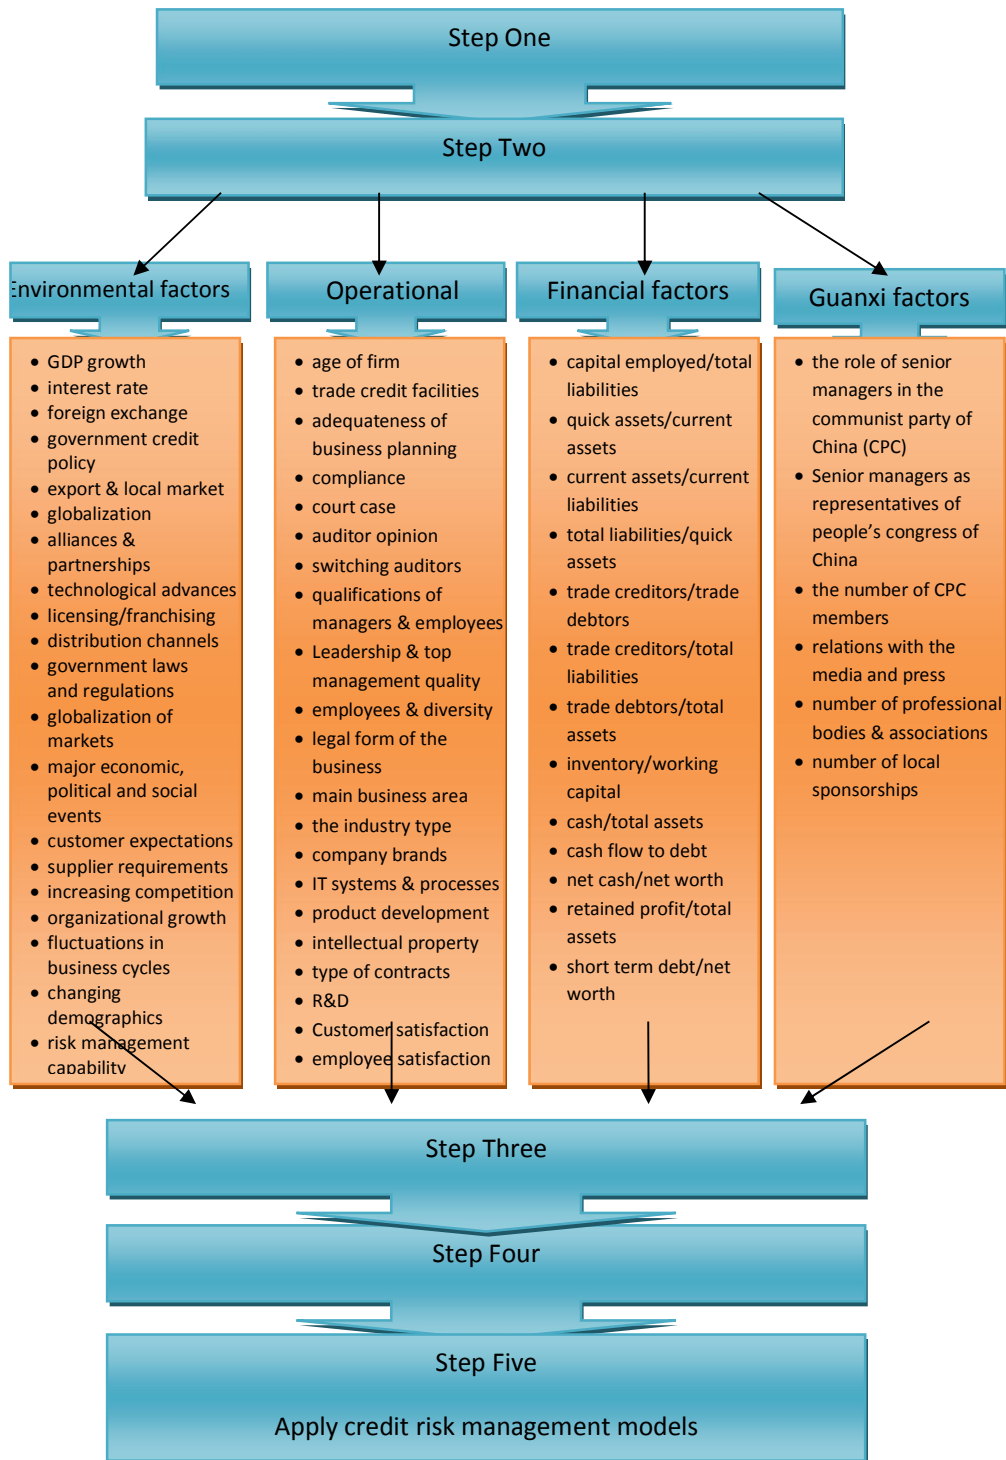 Step One
Step Two
Environmental factors
• GDP growth
• interest rate
• foreign exchange
• government credit
policy
• export & local market
• globalization
• alliances &
partnerships
• technological advances
• licensing/franchising
• distribution channels
• government laws
and regulations
• globalization of
markets
• major economic,
political and social
events
• customer expectations
• supplier requirements
• increasing competition
• organizational growth
• fluctuations in
business cycles
• changing
demographics
• risk management
capability
Operational
• age of firm
• trade credit facilities
• adequateness of
business planning
• compliance
• court case
• auditor opinion
• switching auditors
• qualifications of
managers & employees
• Leadership & top
management quality
• employees & diversity
• legal form of the
business
• main business area
• the industry type
• company brands
• IT systems & processes
• product development
• intellectual property
• type of contracts
• R&D
• Customer satisfaction
• employee satisfaction
Financial factors
• capital employed/total
liabilities
• quick assets/current
assets
• current assets/current
liabilities
• total liabilities/quick
assets
• trade creditors/trade
debtors
• trade creditors/total
liabilities
• trade debtors/total
assets
• inventory/working
capital
• cash/total assets
• cash flow to debt
• net cash/net worth
• retained profit/total
assets
• short term debt/net
worth
Guanxi factors
• the role of senior
managers in the
communist party of
China (CPC)
• Senior managers as
representatives of
people’s congress of
China
• the number of CPC
members
• relations with the
media and press
• number of professional
bodies & associations
• number of local
sponsorships
Step Three
Step Four
Step Five
Apply credit risk management models